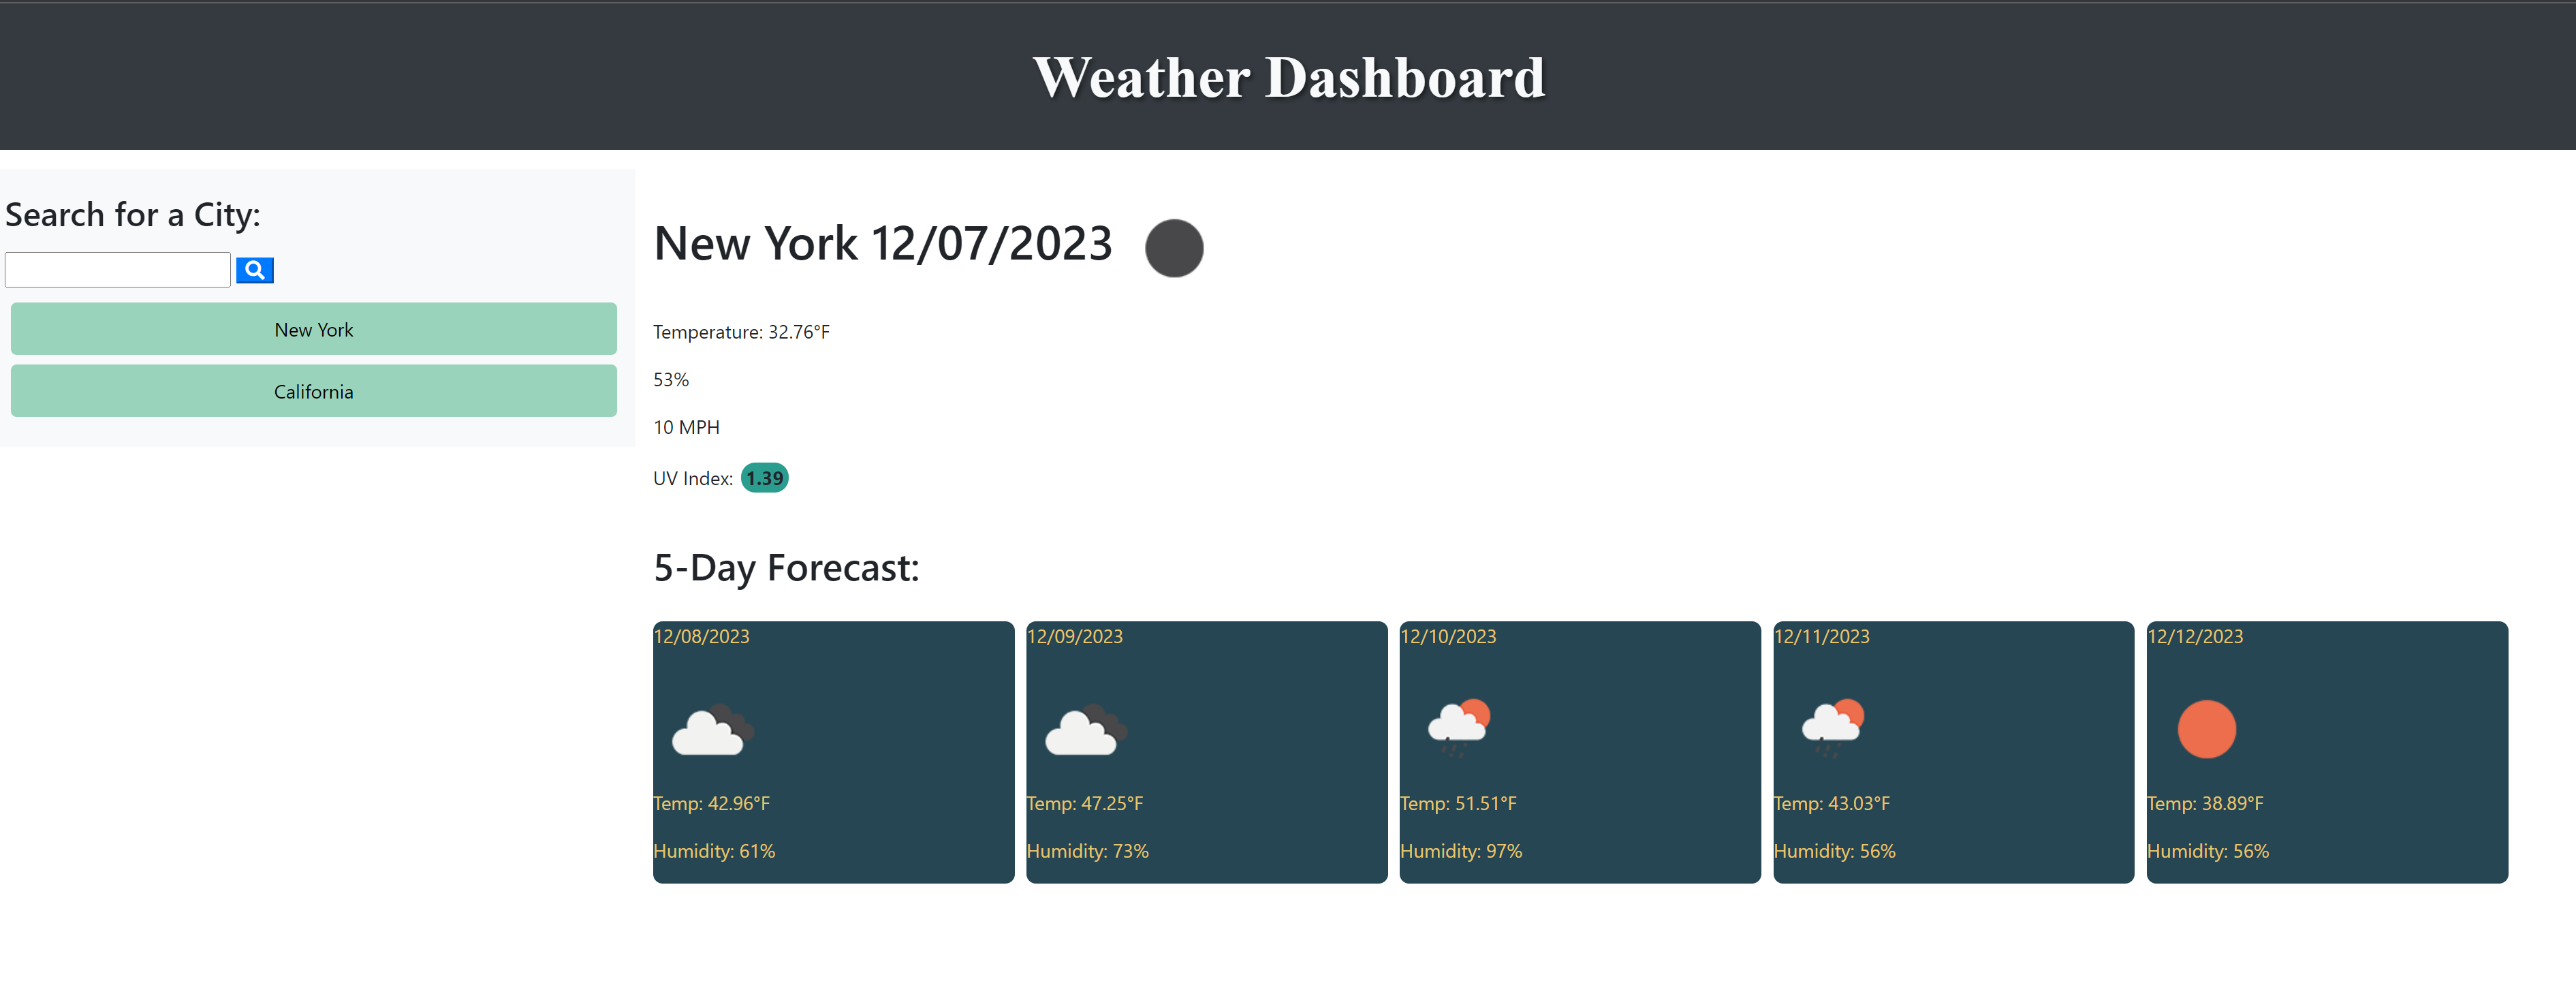 Weather Dashboard
Search for a City:
New York
California
New York 12/07/2023
Temperature: 32.76°F
53%
10 MPH
UV Index: 1.39
5-Day Forecast:
12/08/2023
Temp: 42.96°F
Humidity: 61%
12/09/2023
Temp: 47.25°F
Humidity: 73%
12/10/2023
Temp: 51.51°F
Humidity: 97%
12/11/2023
Temp: 43.03°F
Humidity: 56%
12/12/2023
Temp: 38.89°F
Humidity: 56%